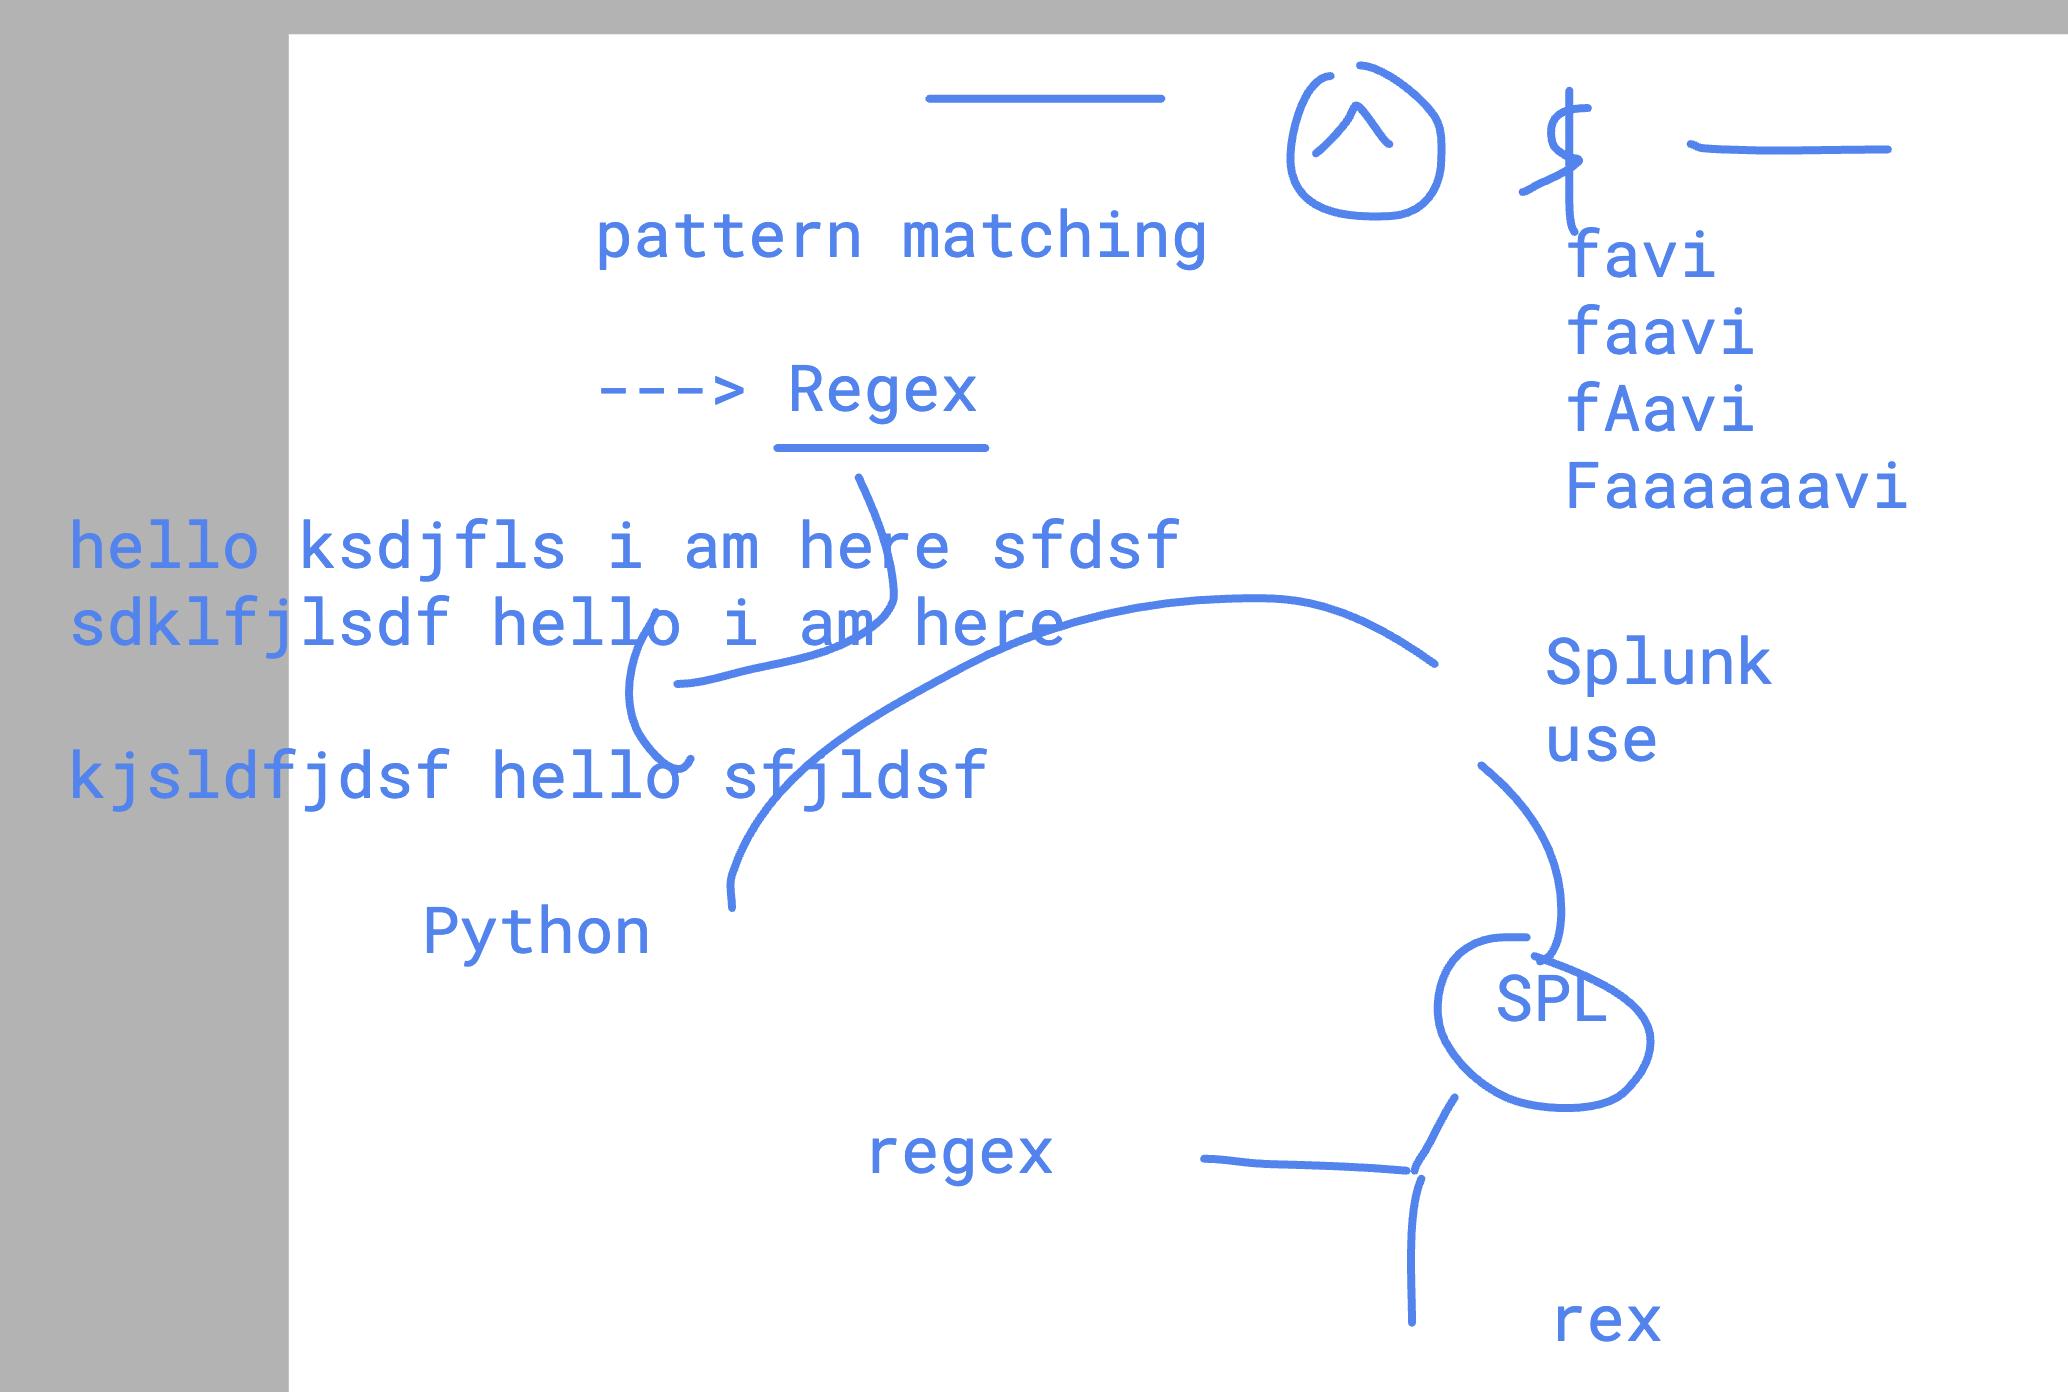 ^ $
pattern matching
favi
faavi
fAavi
Faaaaaavi
---> Regex
hello ksdjfls i am here sfdsf
sdklfjlsdf hello i am here
kjsldfjdsf hello sfjldsf
Splunk
use
Python
SPL
regex
rex